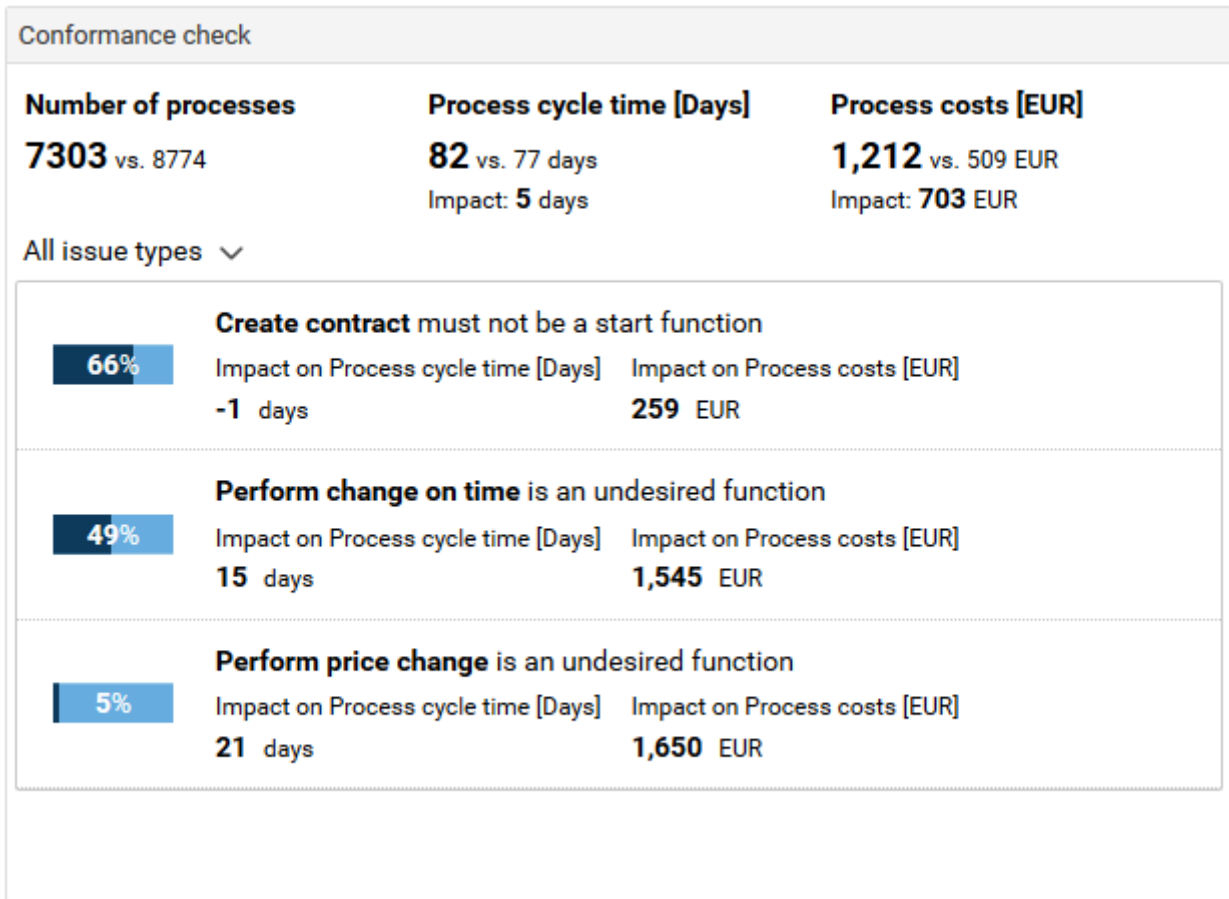 Conformance check
Number of processes Process cycle time [Days] Process costs [EUR]
7303 vs. 8774 82 vs. 77 days 1,212 vs. 509 EUR
Impact: 5 days Impact: 703 EUR
All issue types
Create contract must not be a start function
66% Impact on Process cycle time [Days] Impact on Process costs [EUR]
-1 days 259 EUR
Perform change on time is an undesired function
49% Impact on Process cycle time [Days] Impact on Process costs [EUR]
15 days 1,545 EUR
Perform price change is an undesired function
5% Impact on Process cycle time [Days] Impact on Process costs [EUR]
21 days 1,650 EUR